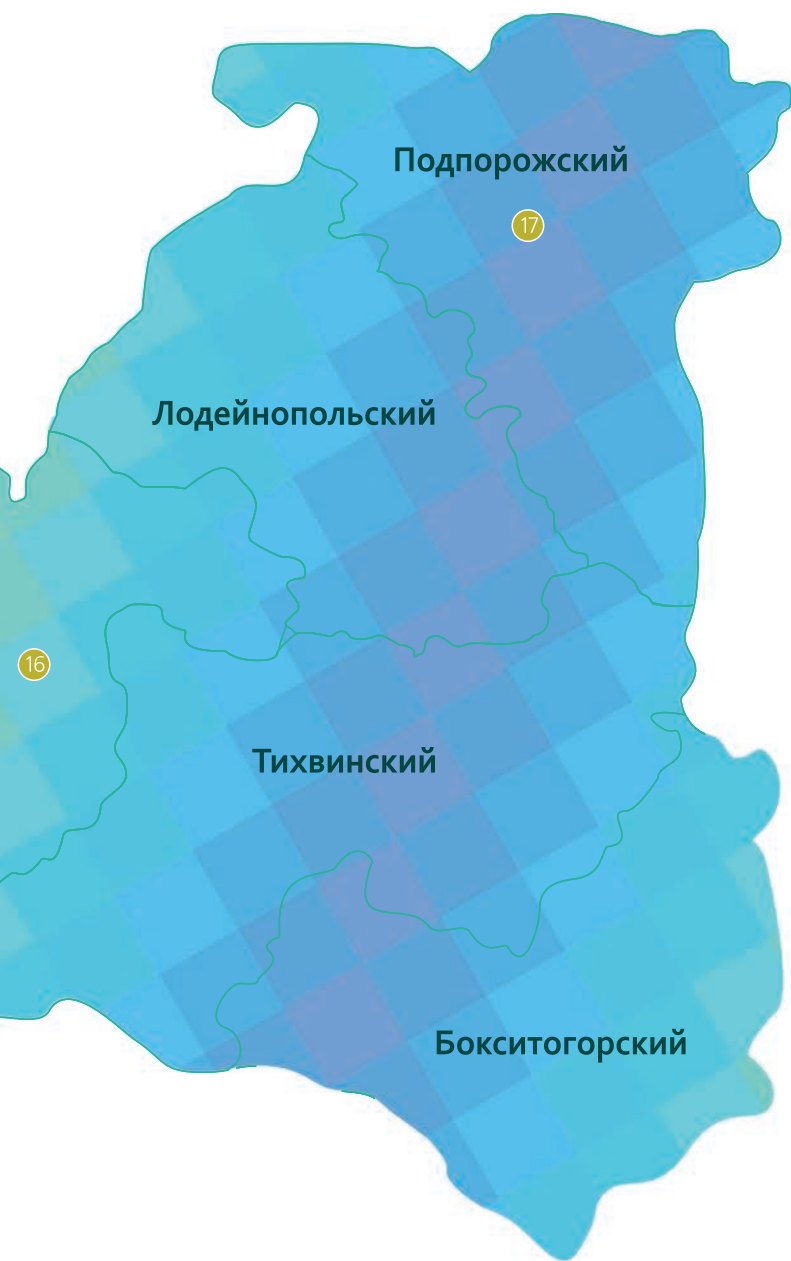 Подпорожский
17
Лодейнопольский
16
Тихвинский
Бокситогорский